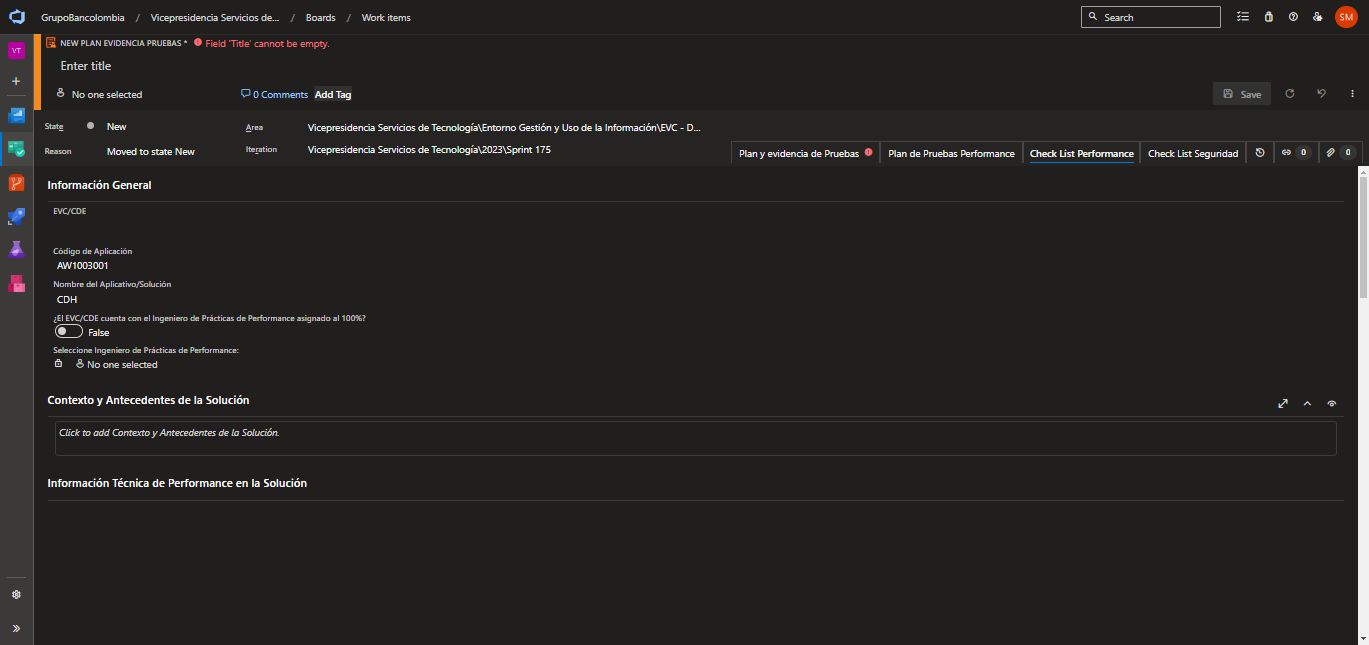 GrupoBancolombia / Vicepresidencia Servicios de... / Boards / Work items
Search
SM
VT
NEW PLAN EVIDENCIA PRUEBAS * Field 'Title' cannot be empty.
Enter title
No one selected
0 Comments
Add Tag
Save
State
New
Area
Vicepresidencia Servicios de Tecnología\Entorno Gestión y Uso de la Información\EVC - D...
Reason
Moved to state New
Iteration
Vicepresidencia Servicios de Tecnología\2023\Sprint 175
Plan y evidencia de Pruebas
Plan de Pruebas Performance
Check List Performance
Check List Seguridad
0
0
Información General
EVC/CDE
Código de Aplicación
AW1003001
Nombre del Aplicativo/Solución
CDH
¿El EVC/CDE cuenta con el Ingeniero de Prácticas de Performance asignado al 100%?
False
Seleccione Ingeniero de Prácticas de Performance:
No one selected
Contexto y Antecedentes de la Solución
Click to add Contexto y Antecedentes de la Solución.
Información Técnica de Performance en la Solución